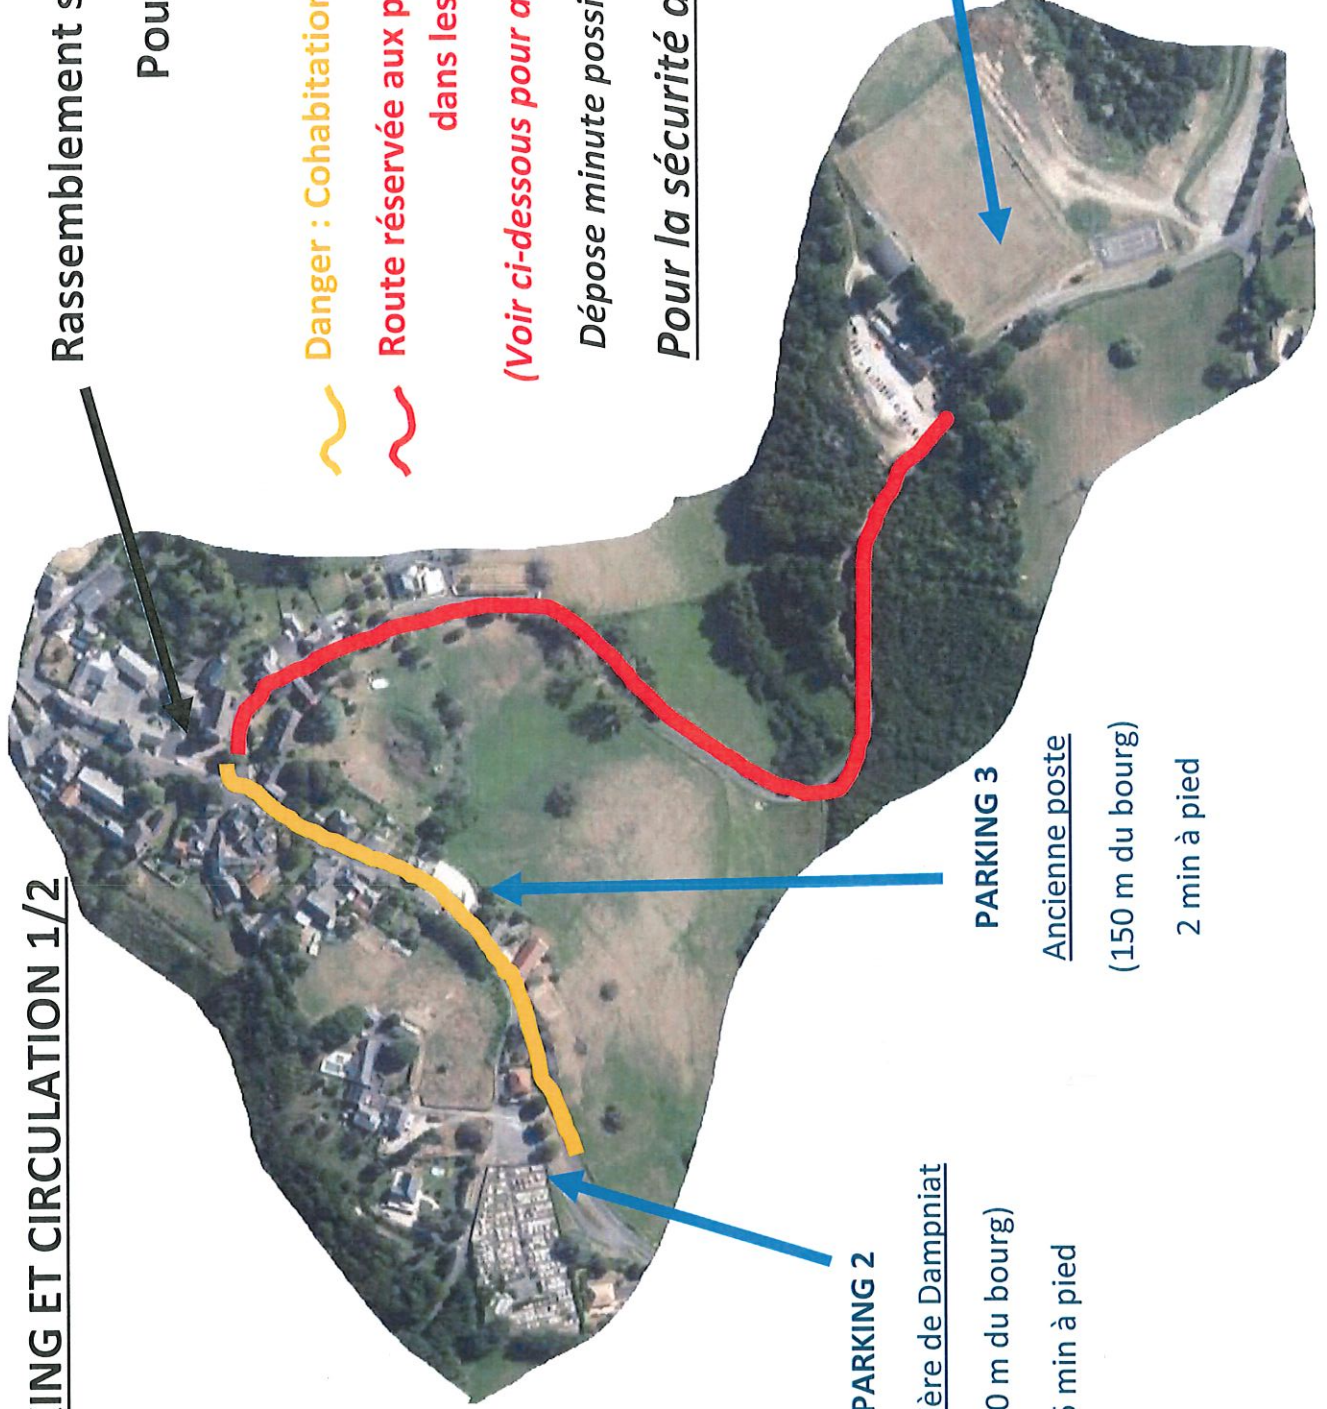 ING ET CIRCULATION 1/2
Rassemblement
Pou
Danger : Cohabitation
Route réservée aux
dans les
(Voir ci-dessous pour
Dépose minute
Pour la sécurité
PARKING 2
ère de Dampniat
0 m du bourg)
min à pied
PARKING 3
Ancienne poste
(150 m du bourg)
2 min à pied